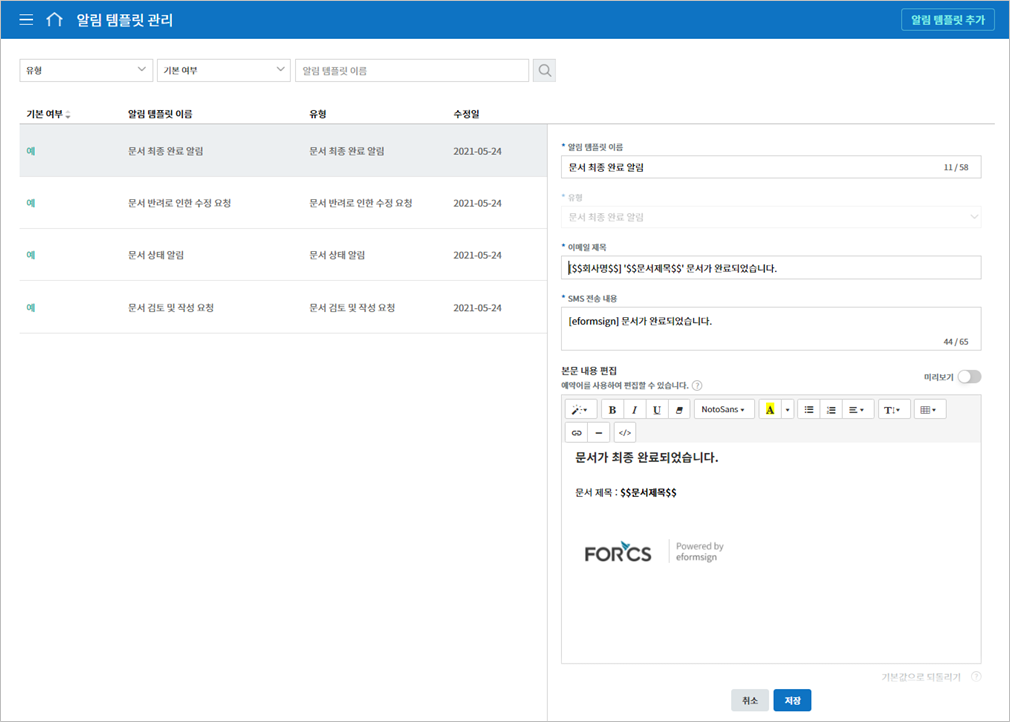 알림 템플릿 관리
알림 템플릿 추가
유형
기본 여부
알림 템플릿 이름
기본 여부 알림 템플릿 이름 유형 수정일
예 문서 최종 완료 알림 문서 최종 완료 알림 2021-05-24
예 문서 반려로 인한 수정 요청 문서 반려로 인한 수정 요청 2021-05-24
예 문서 상태 알림 문서 상태 알림 2021-05-24
예 문서 검토 및 작성 요청 문서 검토 및 작성 요청 2021-05-24
* 알림 템플릿 이름
문서 최종 완료 알림 11 / 58
* 유형
문서 최종 완료 알림
* 이메일 제목
[$$회사명$$] '$$문서제목$$' 문서가 완료되었습니다.
* SMS 전송 내용
[eformsign] 문서가 완료되었습니다.
44 / 65
본문 내용 편집
예약어를 사용하여 편집할 수 있습니다. ?
미리보기
B I U NotoSans A T
</>
문서가 최종 완료되었습니다.
문서 제목 : $$문서제목$$
FORCS
Powered by
eformsign
기본값으로 되돌리기 ?
취소 저장